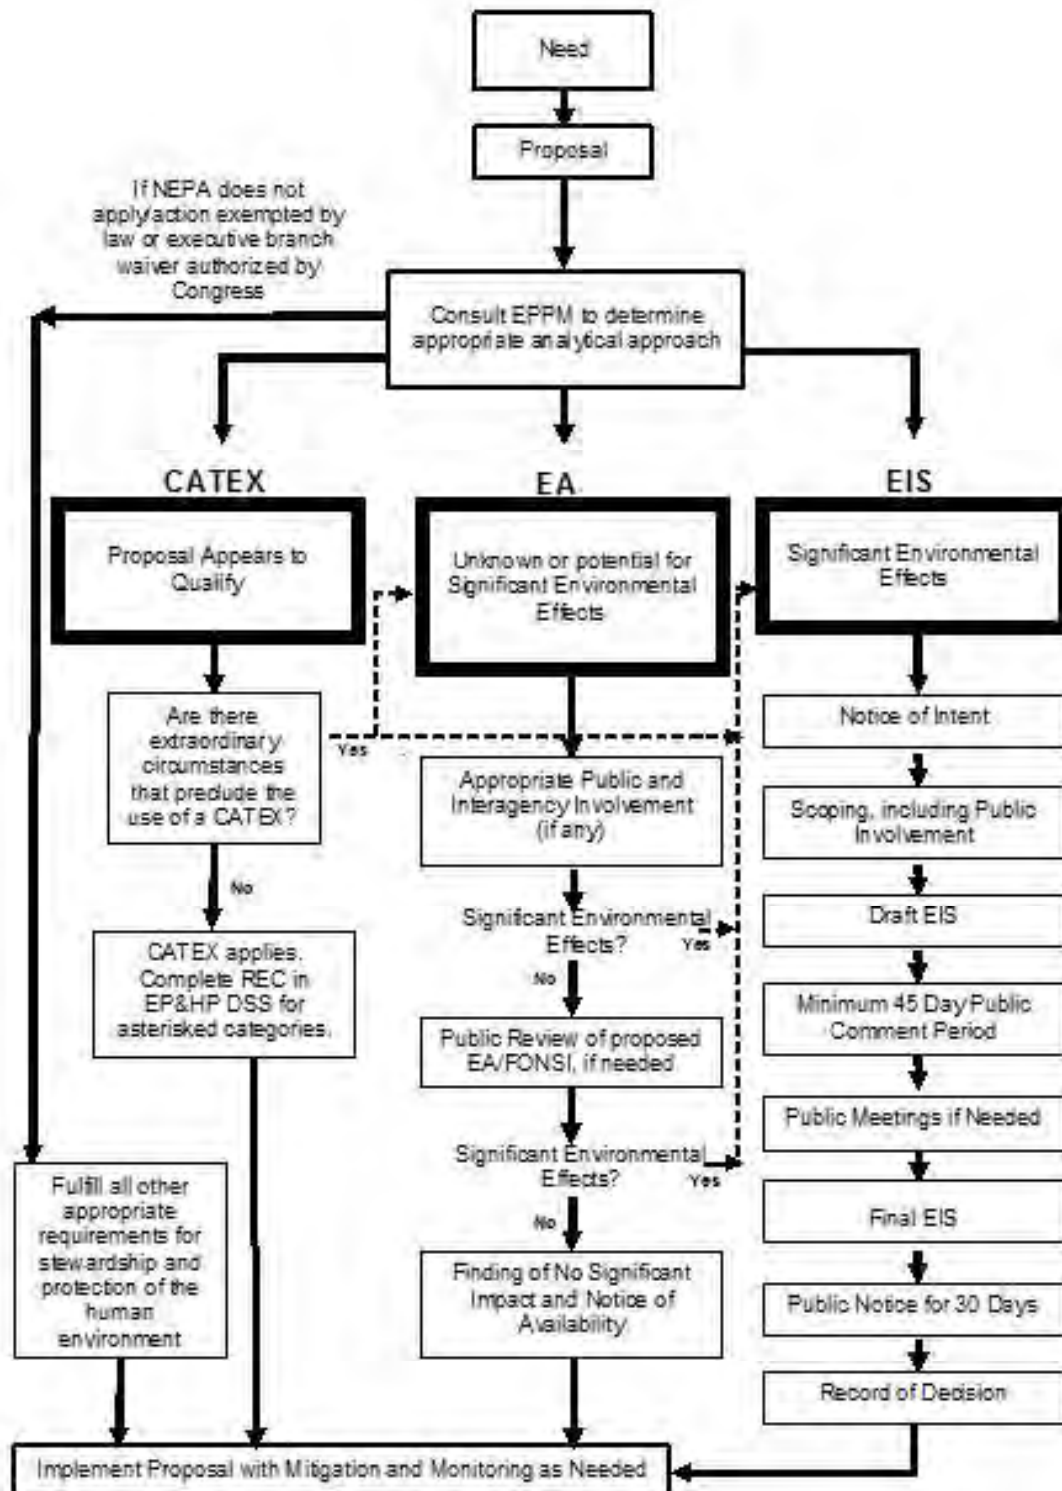 Need
Proposal
If NEPA does not
apply/action exempted by
law or executive branch
waiver authorized by
Congress
Consult EPPM to determine
appropriate analytical approach
CATEX
EA
EIS
Proposal Appears to
Qualify
Unknown or potential for
Significant Environmental
Effects
Significant Environmental
Effects
Are there
extraordinary
circumstances
that preclude the
use of a CATEX?
Yes
No
CATEX applies.
Complete REC in
EP&HP DSS for
asterisked categories.
Fulfill all other
appropriate
requirements for
stewardship and
protection of the
human
environment
Appropriate Public and
Interagency Involvement
(if any)
Significant Environmental
Effects?
Yes
No
Public Review of proposed
EA/FONSI, if needed
Significant Environmental
Effects?
Yes
No
Finding of No Significant
Impact and Notice of
Availability
Notice of Intent
Scoping, including Public
Involvement
Draft EIS
Minimum 45 Day Public
Comment Period
Public Meetings if Needed
Final EIS
Public Notice for 30 Days
Record of Decision
Implement Proposal with Mitigation and Monitoring as Needed